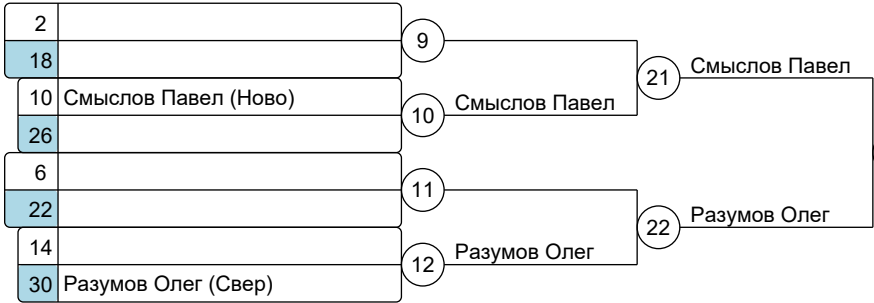 2
9
18
21 Смыслов Павел
10 Смыслов Павел (Ново)
10 Смыслов Павел
26
6
11
22
22 Разумов Олег
14
12 Разумов Олег
30 Разумов Олег (Свер)